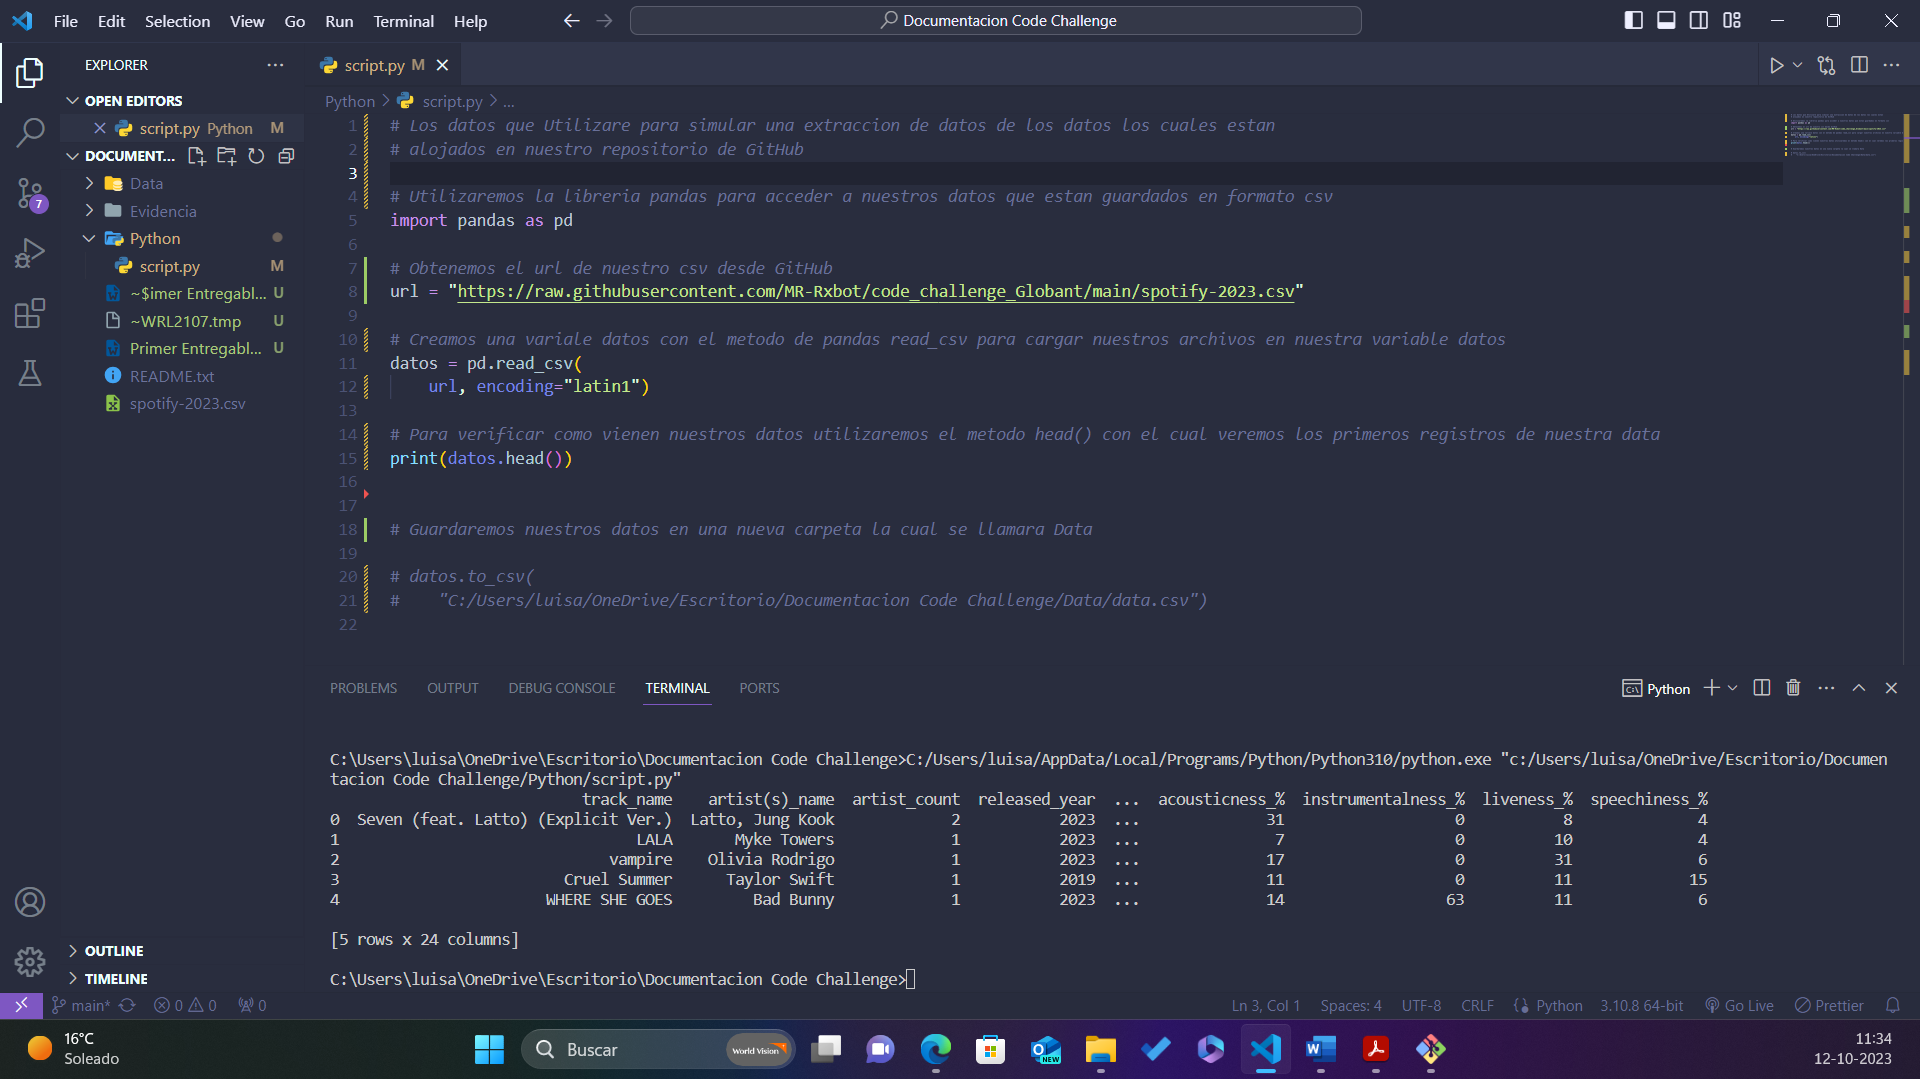 File Edit Selection View Go Run Terminal Help
Documentacion Code Challenge
EXPLORER
OPEN EDITORS
script.py Python M
DOCUMENT...
Data
Evidencia
Python
script.py M
~$imer Entregabl... U
~WRL2107.tmp U
Primer Entregabl... U
README.txt
spotify-2023.csv
OUTLINE
TIMELINE
7
script.py M
Python > script.py > ...
1 # Los datos que Utilizare para simular una extraccion de datos de los datos los cuales estan
2 # alojados en nuestro repositorio de GitHub
3
4 # Utilizaremos la libreria pandas para acceder a nuestros datos que estan guardados en formato csv
5 import pandas as pd
6
7 # Obtenemos el url de nuestro csv desde GitHub
8 url = "https://raw.githubusercontent.com/MR-Rxbot/code_challenge_Globant/main/spotify-2023.csv"
9
10 # Creamos una variale datos con el metodo de pandas read_csv para cargar nuestros archivos en nuestra variable datos
11 datos = pd.read_csv(
12     url, encoding="latin1")
13
14 # Para verificar como vienen nuestros datos utilizaremos el metodo head() con el cual veremos los primeros registros de nuestra data
15 print(datos.head())
16
17
18 # Guardaremos nuestros datos en una nueva carpeta la cual se llamara Data
19
20 # datos.to_csv(
21 #    "C:/Users/luisa/OneDrive/Escritorio/Documentacion Code Challenge/Data/data.csv")
22
PROBLEMS OUTPUT DEBUG CONSOLE TERMINAL PORTS
Python
C:\Users\luisa\OneDrive\Escritorio\Documentacion Code Challenge>C:/Users/luisa/AppData/Local/Programs/Python/Python310/python.exe "c:/Users/luisa/OneDrive/Escritorio/Documen
tacion Code Challenge/Python/script.py"
track_name artist(s)_name artist_count released_year ... acousticness_% instrumentalness_% liveness_% speechiness_%
0 Seven (feat. Latto) (Explicit Ver.) Latto, Jung Kook 2 2023 ... 31 0 8 4
1 LALA Myke Towers 1 2023 ... 7 0 10 4
2 vampire Olivia Rodrigo 1 2023 ... 17 0 31 6
3 Cruel Summer Taylor Swift 1 2019 ... 11 0 11 15
4 WHERE SHE GOES Bad Bunny 1 2023 ... 14 63 11 6
[5 rows x 24 columns]
C:\Users\luisa\OneDrive\Escritorio\Documentacion Code Challenge>
main* 0 0 0
Ln 3, Col 1 Spaces: 4 UTF-8 CRLF Python 3.10.8 64-bit Go Live Prettier
16°C
Soleado
Buscar
World Vision
NEW
11:34
12-10-2023